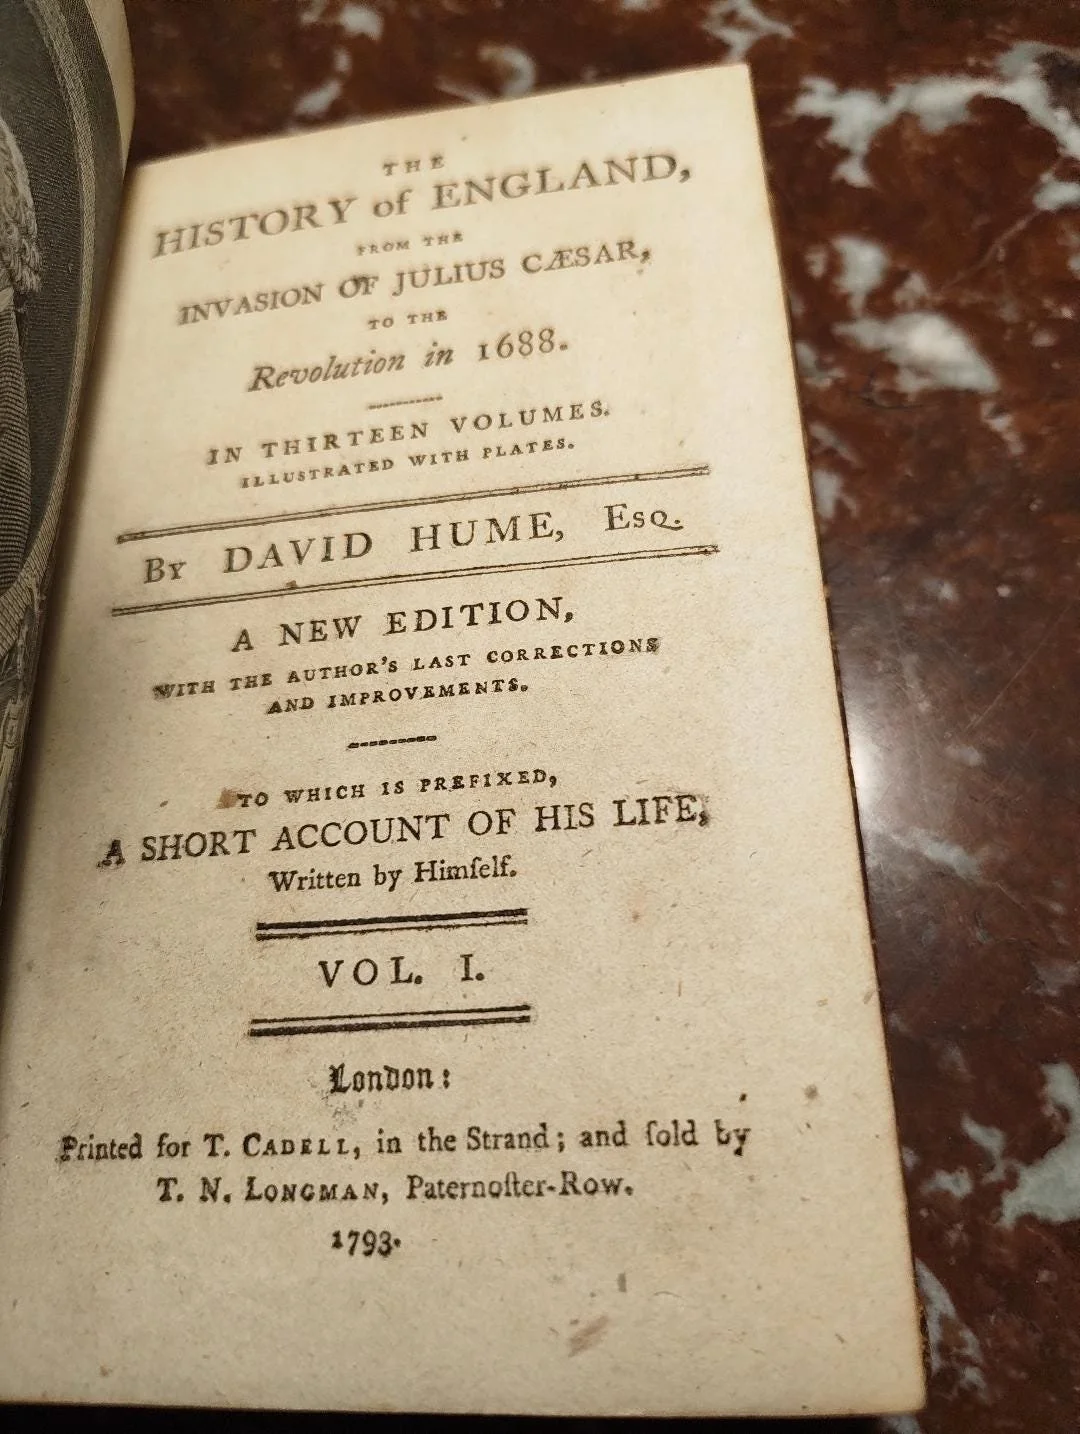 THE
HISTORY of ENGLAND,
FROM THE
INVASION OF JULIUS CÆSAR,
TO THE
Revolution in 1688.
IN THIRTEEN VOLUMES.
ILLUSTRATED WITH PLATES.
By DAVID HUME, Esq.
A NEW EDITION,
WITH THE AUTHOR'S LAST CORRECTIONS
AND IMPROVEMENTS.
TO WHICH IS PREFIXED,
A SHORT ACCOUNT OF HIS LIFE,
Written by Himſelf.
VOL. I.
London:
Printed for T. CADELL, in the Strand; and ſold by
T. N. LONGMAN, Paternoſter-Row.
1793.